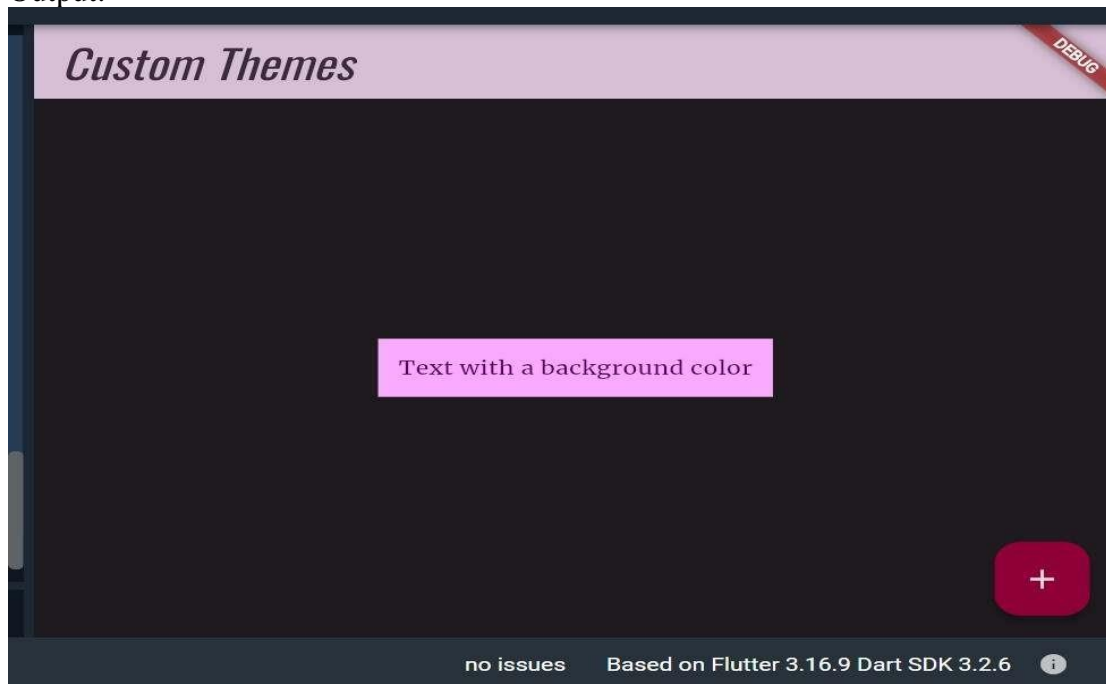 Output:
Custom Themes
DEBUG
Text with a background color
+
no issues Based on Flutter 3.16.9 Dart SDK 3.2.6 i